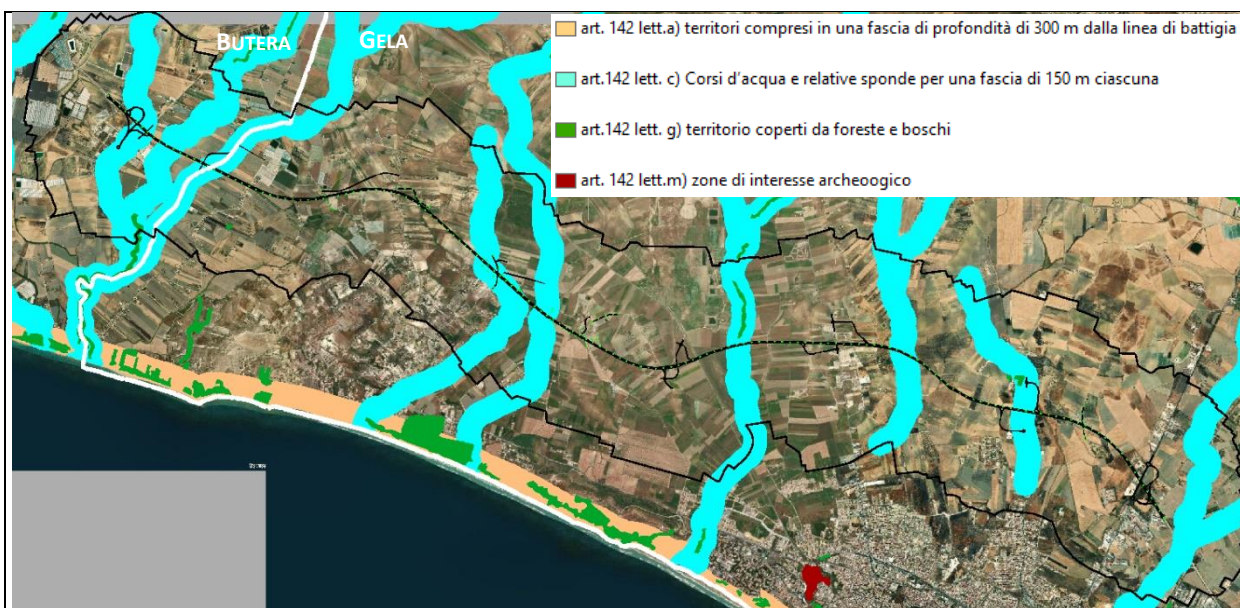 BUTERA GELA
art. 142 lett.a) territori compresi in una fascia di profondità di 300 m dalla linea di battigia
art.142 lett. c) Corsi d'acqua e relative sponde per una fascia di 150 m ciascuna
art.142 lett. g) territorio coperti da foreste e boschi
art. 142 lett.m) zone di interesse archeoogico